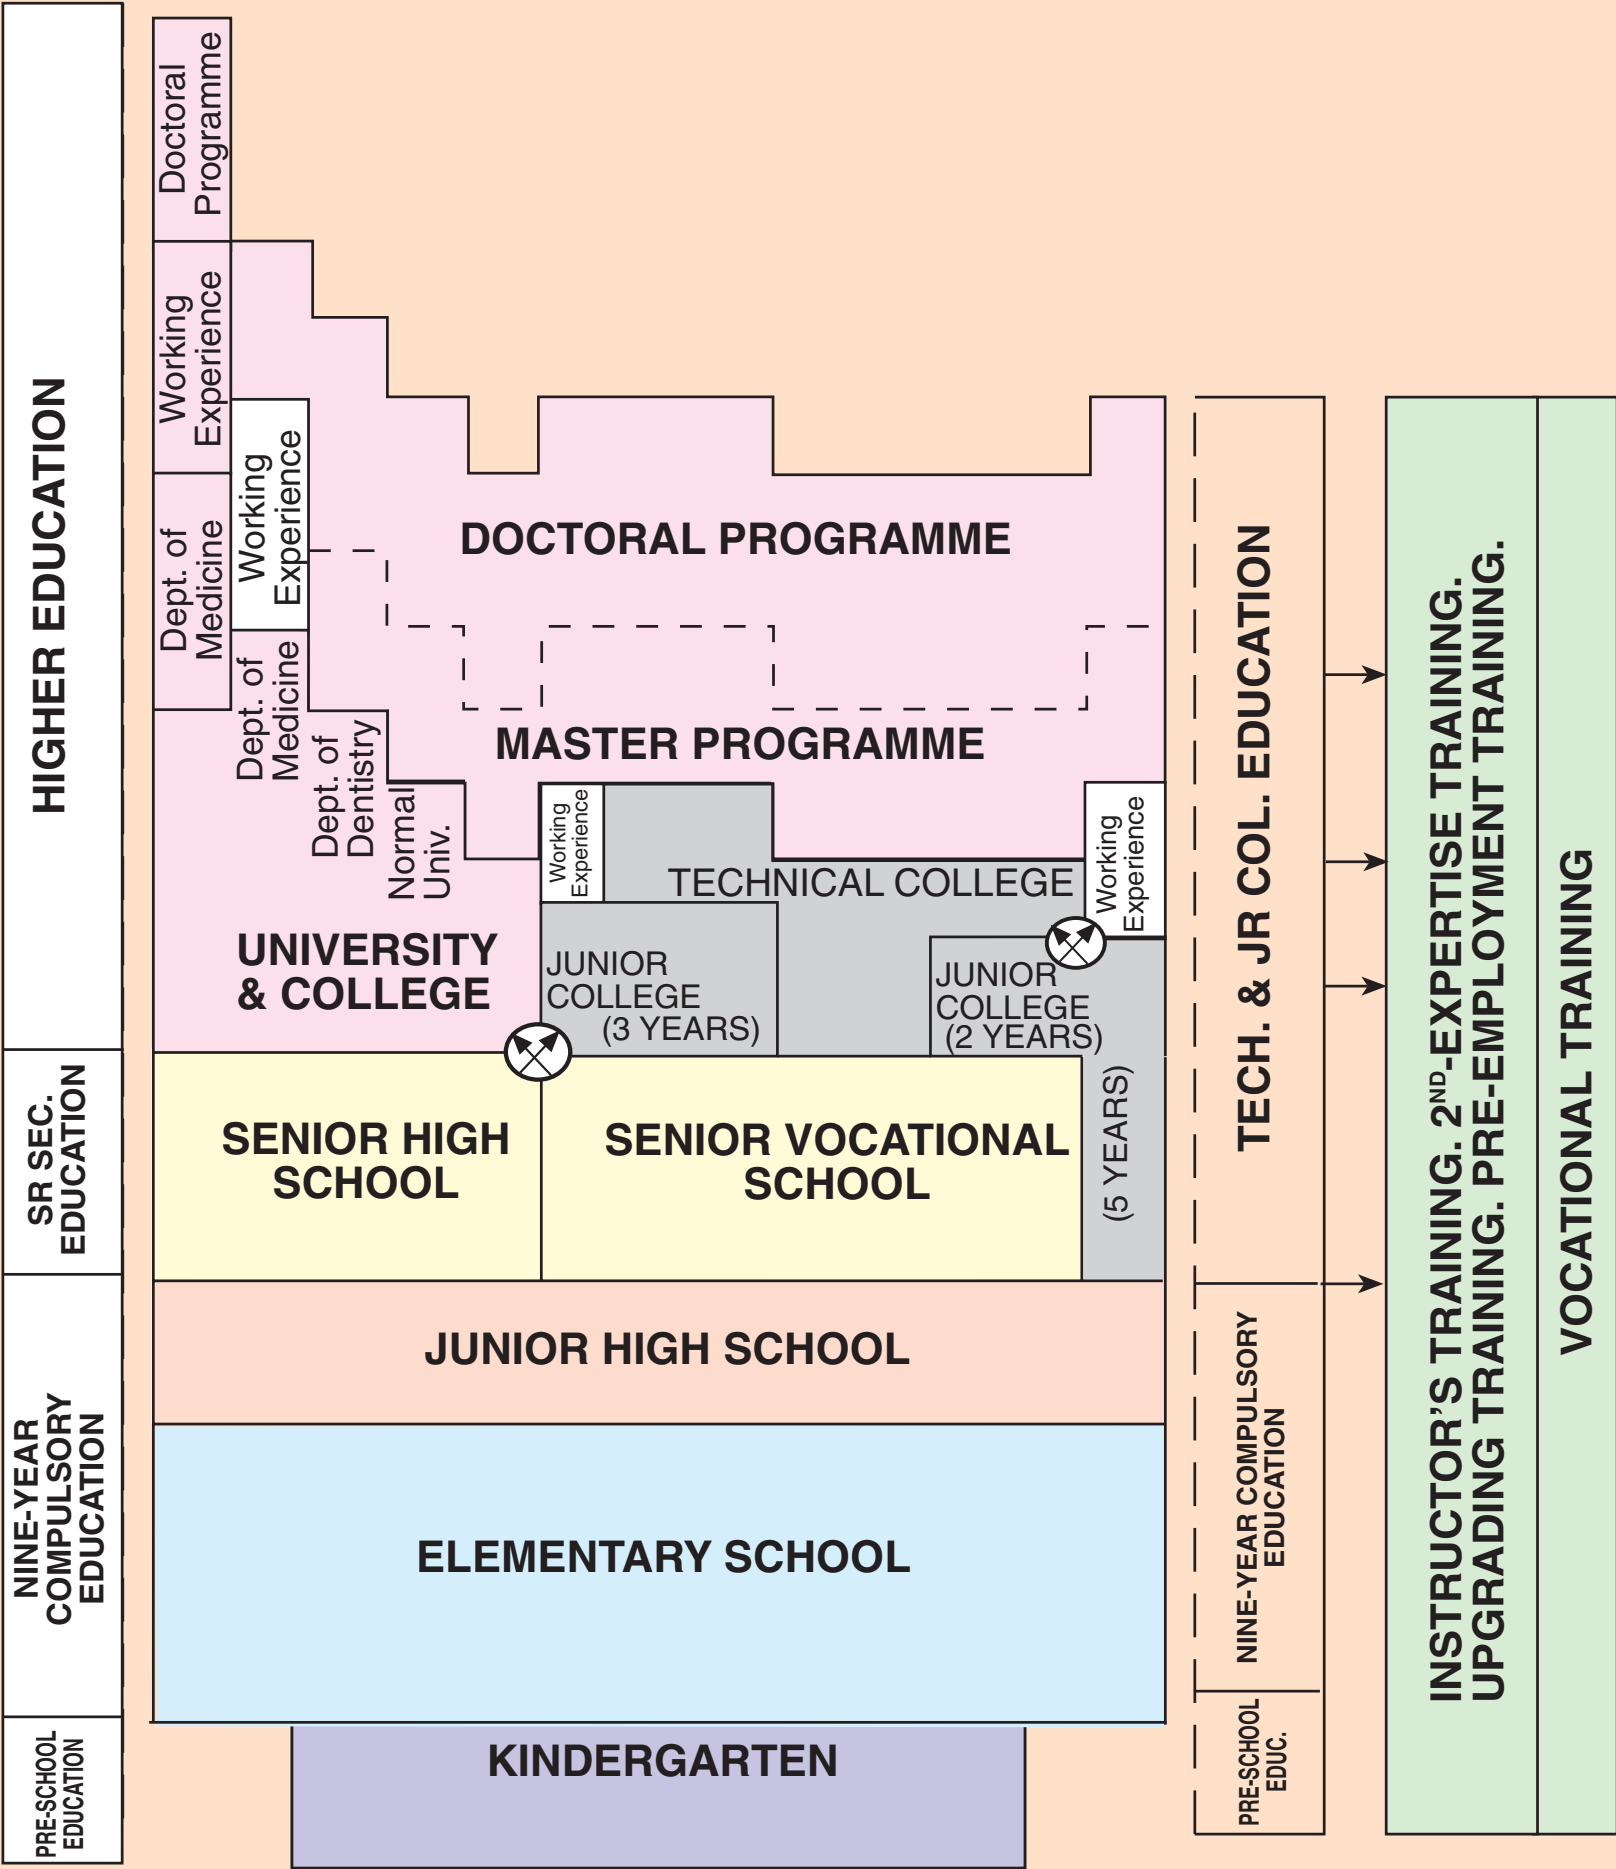 HIGHER EDUCATION
SR SEC.
EDUCATION
NINE-YEAR
COMPULSORY
EDUCATION
PRE-SCHOOL
EDUCATION
Doctoral
Programme
Working
Experience
Dept. of
Medicine
Working
Experience
Dept. of
Medicine
Dept. of
Dentistry
Normal
Univ.
DOCTORAL PROGRAMME
MASTER PROGRAMME
Working
Experience
TECHNICAL COLLEGE
Working
Experience
UNIVERSITY
& COLLEGE
JUNIOR
COLLEGE
(3 YEARS)
JUNIOR
COLLEGE
(2 YEARS)
(5 YEARS)
SENIOR HIGH
SCHOOL
SENIOR VOCATIONAL
SCHOOL
JUNIOR HIGH SCHOOL
ELEMENTARY SCHOOL
KINDERGARTEN
TECH. & JR COL. EDUCATION
NINE-YEAR COMPULSORY
EDUCATION
PRE-SCHOOL
EDUC.
INSTRUCTOR'S TRAINING. 2ND-EXPERTISE TRAINING.
UPGRADING TRAINING. PRE-EMPLOYMENT TRAINING.
VOCATIONAL TRAINING